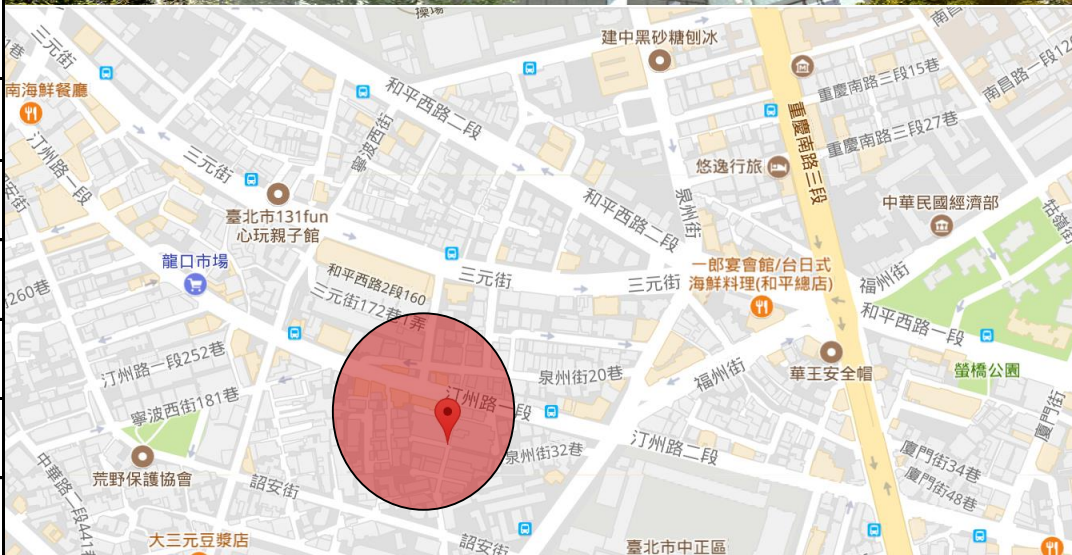 操場
三元街
建中黑砂糖刨冰
南昌路一段12
重慶南路三段15巷
南海鮮餐廳
和平西路二段
重慶南路三段
重慶南路三段27巷
汀州路一段
三元街
寧波西街
悠逸行旅
泉州街
中華民國經濟部
牯嶺街
臺北市131fun
心玩親子館
和平西路二段
龍口市場
三元街
三元街
一郎宴會館/台日式
海鮮料理(和平總店)
福州街
和平西路2段160
三元街172巷1弄
260巷
和平西路一段
汀州路一段252巷
泉州街20巷
福州街
華王安全帽
螢橋公園
寧波西街181巷
汀州路一段
廈門街
汀州路二段
泉州街32巷
廈門街34巷
荒野保護協會
詔安街
廈門街48巷
中華路二段441巷
大三元豆漿店
詔安街
臺北市中正區